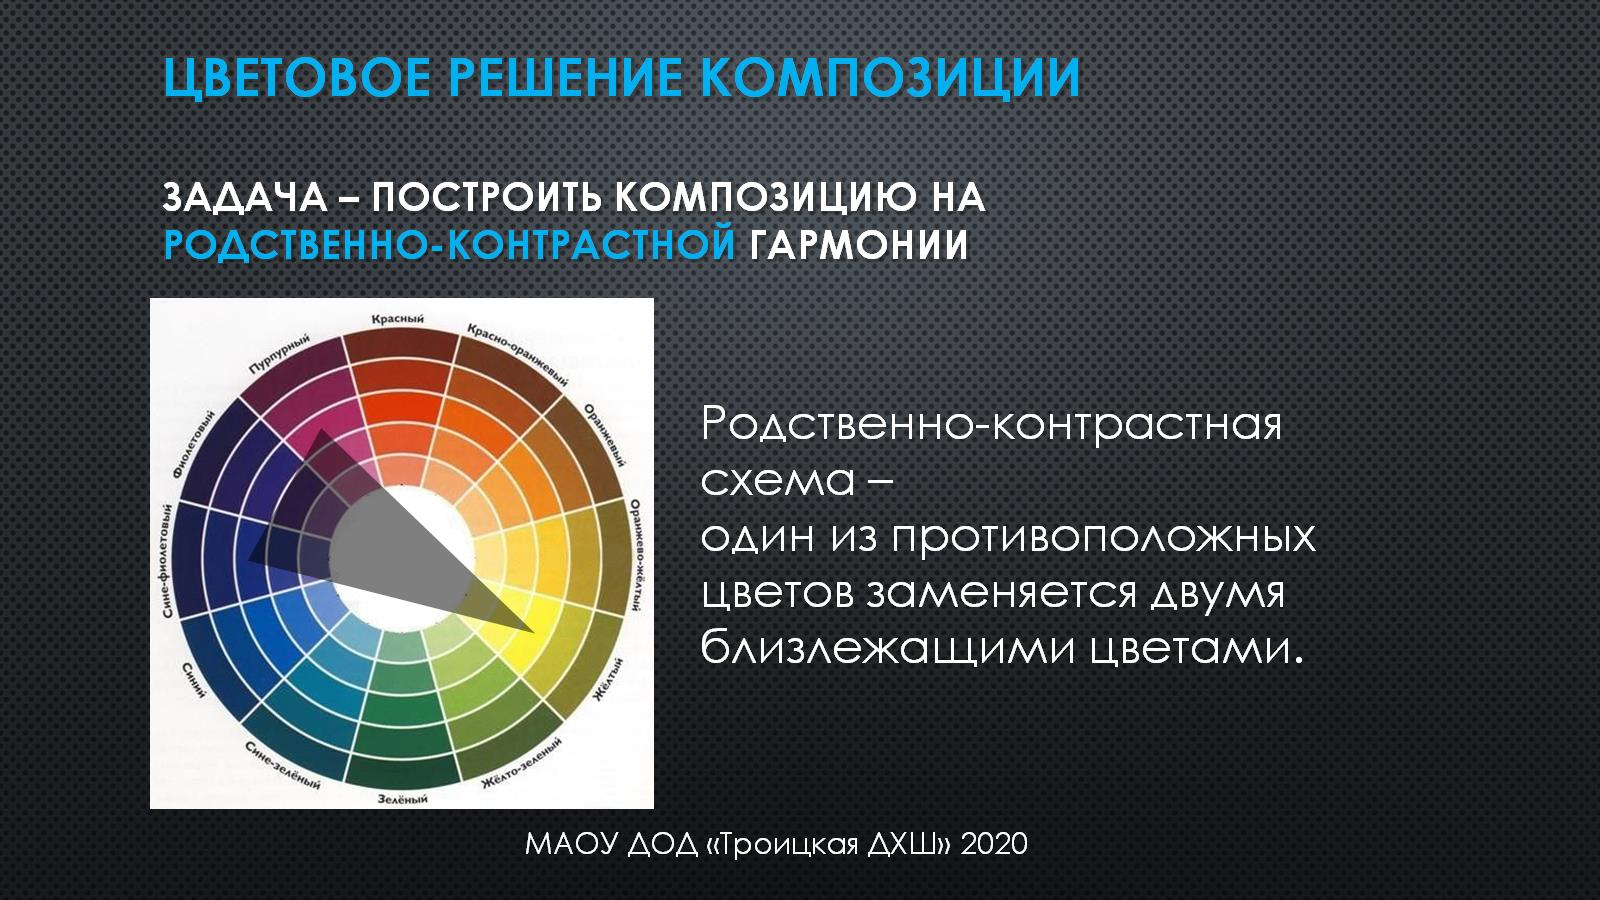 ЦВЕТОВОЕ РЕШЕНИЕ КОМПОЗИЦИИ
ЗАДАЧА – ПОСТРОИТЬ КОМПОЗИЦИЮ НА
РОДСТВЕННО-КОНТРАСТНОЙ ГАРМОНИИ
Красный
Красно-оранжевый
Оранжевый
Оранжево-жёлтый
Жёлтый
Жёлто-зеленый
Зелёный
Сине-зелёный
Синий
Сине-фиолетовый
Фиолетовый
Пурпурный
Родственно-контрастная
схема –
один из противоположных
цветов заменяется двумя
близлежащими цветами.
МАОУ ДОД «Троицкая ДХШ» 2020